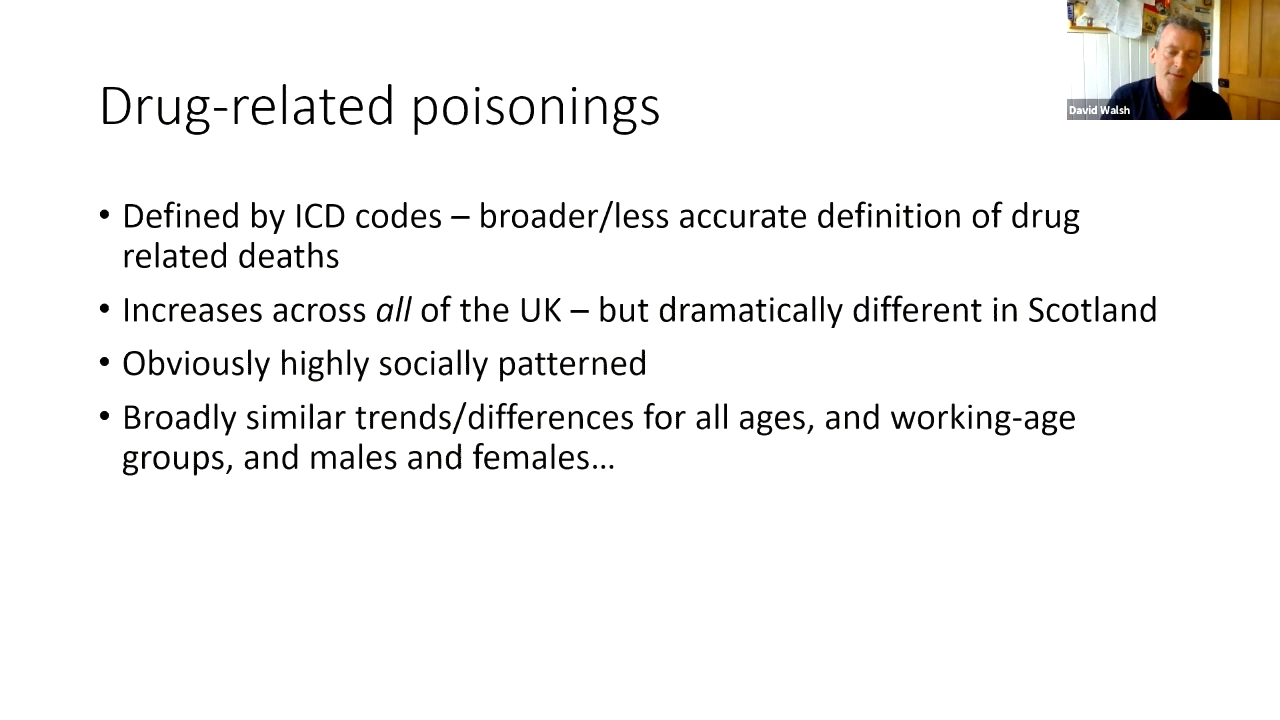 Drug-related poisonings
David Walsh
• Defined by ICD codes – broader/less accurate definition of drug
related deaths
• Increases across all of the UK – but dramatically different in Scotland
• Obviously highly socially patterned
• Broadly similar trends/differences for all ages, and working-age
groups, and males and females…